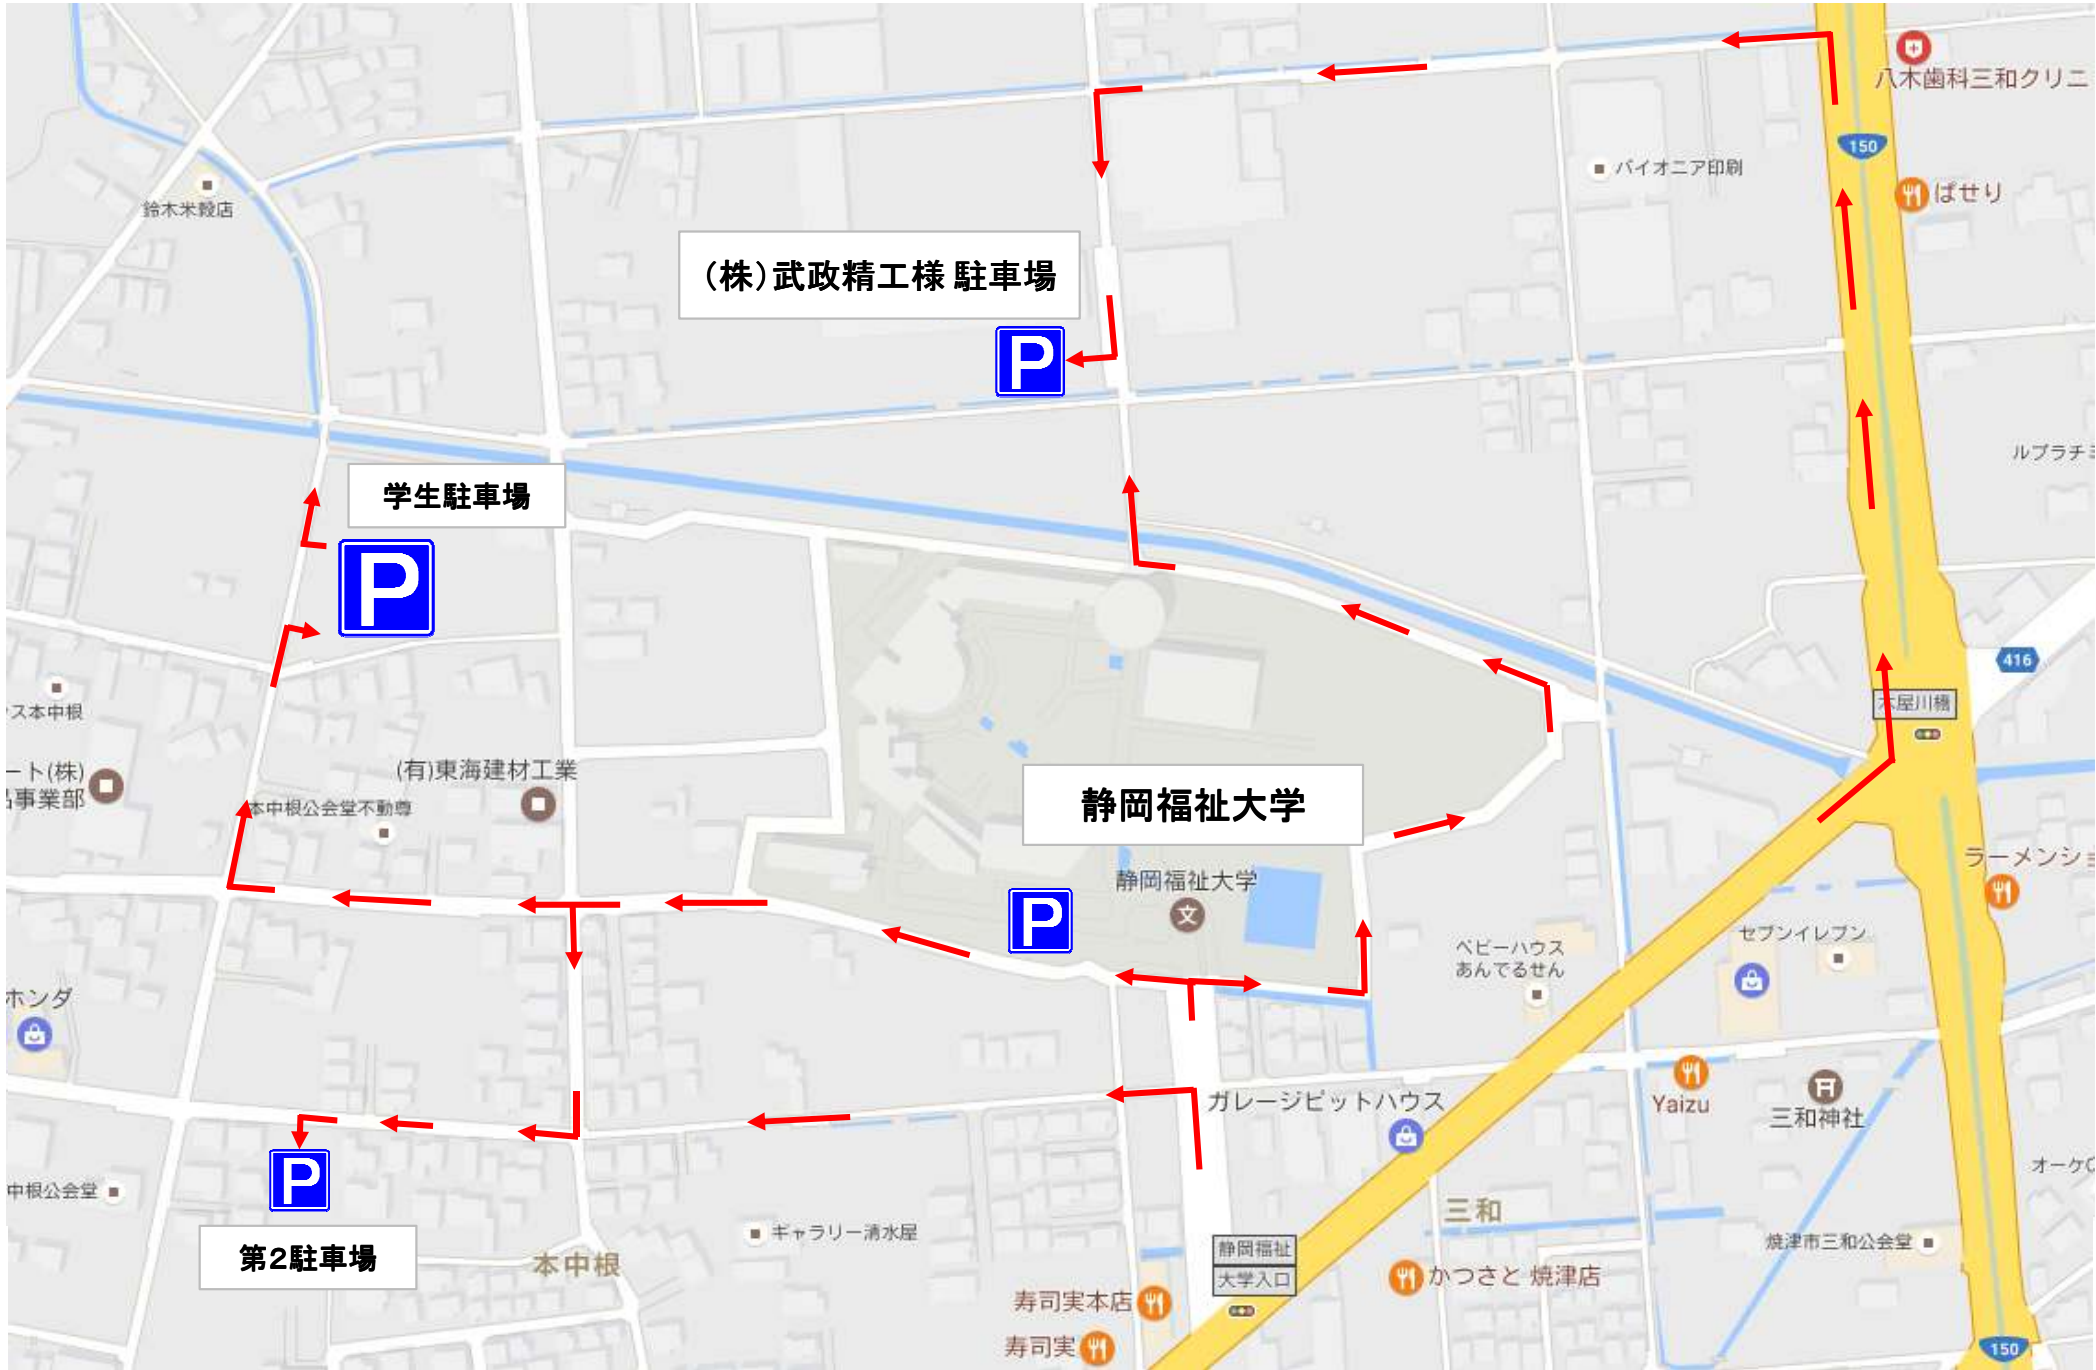 八木歯科三和クリニ
150
パイオニア印刷
ぱせり
鈴木米穀店
(株)武政精工様 駐車場
P
ルプラチミ
学生駐車場
P
416
木屋川橋
ース本中根
ート(株)
品事業部
(有)東海建材工業
本中根公会堂不動尊
静岡福祉大学
静岡福祉大学
文
P
ラーメンショ
セブンイレブン
ベビーハウス
あんでるせん
ホンダ
ガレージピットハウス
Yaizu
三和神社
オーケC
中根公会堂
P
第2駐車場
ギャラリー清水屋
本中根
三和
静岡福祉
大学入口
焼津市三和公会堂
かつさと 焼津店
寿司実本店
寿司実
150